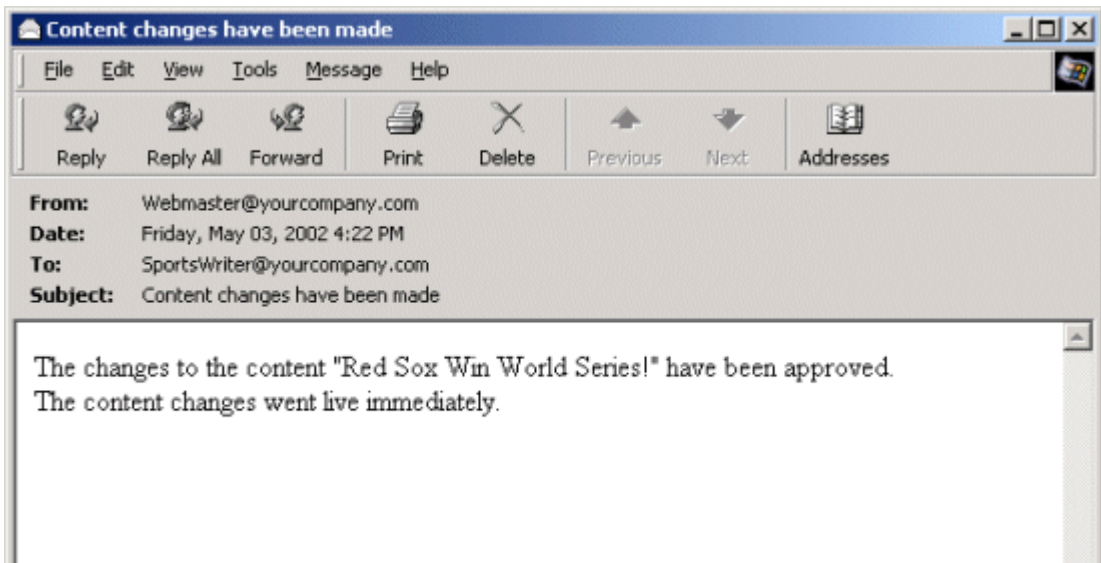 Content changes have been made
File Edit View Tools Message Help
Reply Reply All Forward Print Delete Previous Next Addresses
From: Webmaster@yourcompany.com
Date: Friday, May 03, 2002 4:22 PM
To: SportsWriter@yourcompany.com
Subject: Content changes have been made
The changes to the content "Red Sox Win World Series!" have been approved.
The content changes went live immediately.